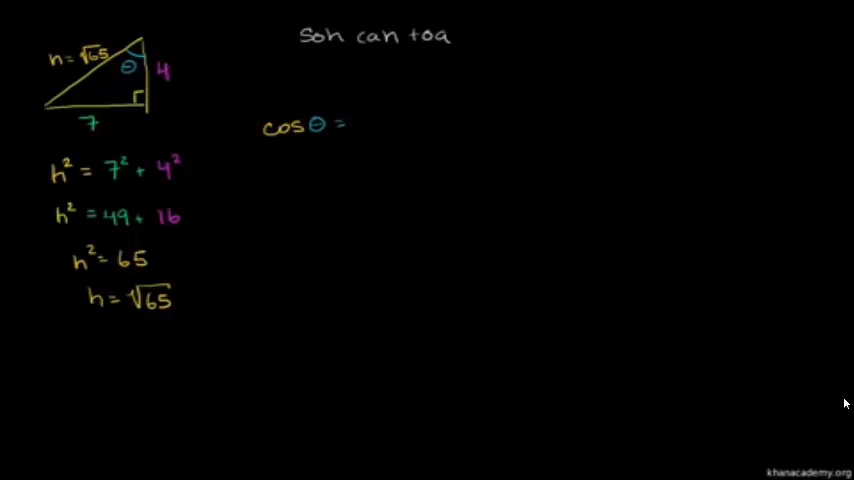 soh cah toa
h = √65
θ
4
7
cos θ =
h² = 7² + 4²
h² = 49 + 16
h² = 65
h = √65
khanacademy.org